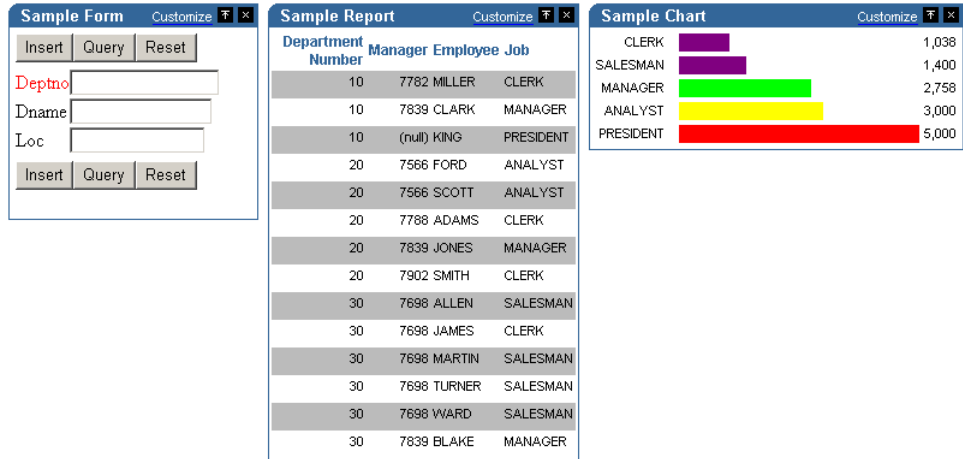 Sample Form Customize
Insert Query Reset
Deptno
Dname
Loc
Insert Query Reset
Sample Report Customize
Department Number Manager Employee Job
10 7782 MILLER CLERK
10 7839 CLARK MANAGER
10 (null) KING PRESIDENT
20 7566 FORD ANALYST
20 7566 SCOTT ANALYST
20 7788 ADAMS CLERK
20 7839 JONES MANAGER
20 7902 SMITH CLERK
30 7698 ALLEN SALESMAN
30 7698 JAMES CLERK
30 7698 MARTIN SALESMAN
30 7698 TURNER SALESMAN
30 7698 WARD SALESMAN
30 7839 BLAKE MANAGER
Sample Chart Customize
CLERK 1,038
SALESMAN 1,400
MANAGER 2,758
ANALYST 3,000
PRESIDENT 5,000